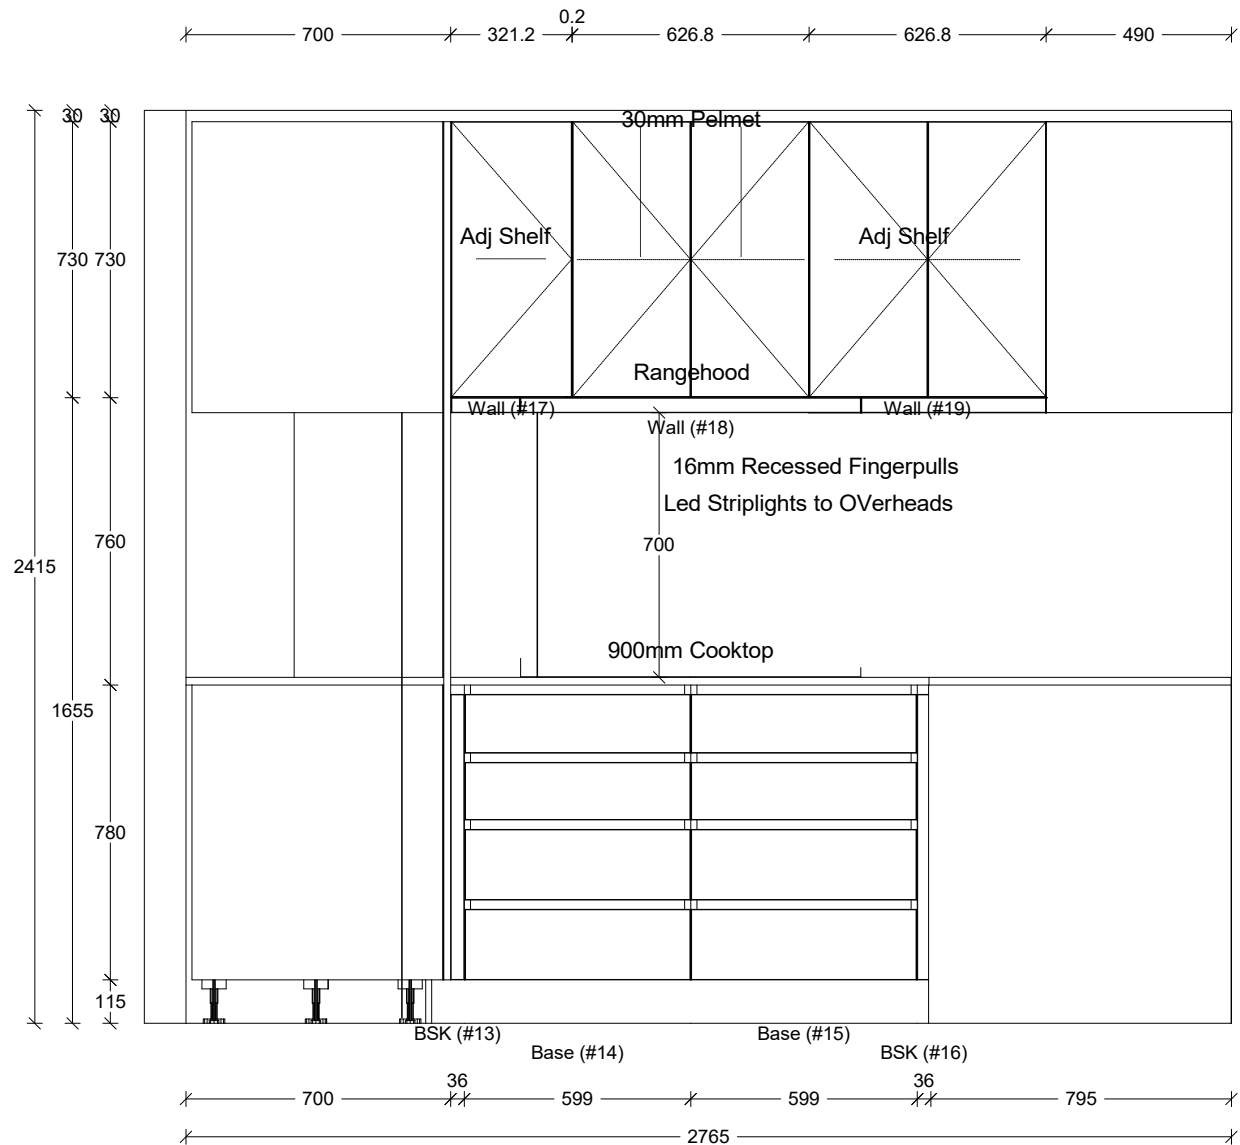 0.2
700 321.2 626.8 626.8 490
30 30
30mm Pelmet
Adj Shelf Adj Shelf
730 730
Rangehood
Wall (#17) Wall (#19)
Wall (#18)
16mm Recessed Fingerpulls
Led Striplights to OVerheads
760 700
2415
900mm Cooktop
1655
780
115
BSK (#13) Base (#15)
Base (#14) BSK (#16)
36 36
700 599 599 795
2765